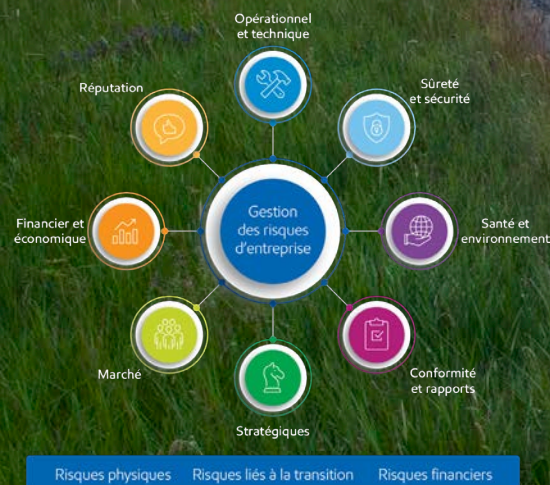 Opérationnel
et technique
Réputation
Sûreté
et sécurité
Financier et
économique
Gestion
des risques
d'entreprise
Santé et
environnement
Marché
Conformité
et rapports
Stratégiques
Risques physiques Risques liés à la transition Risques financiers